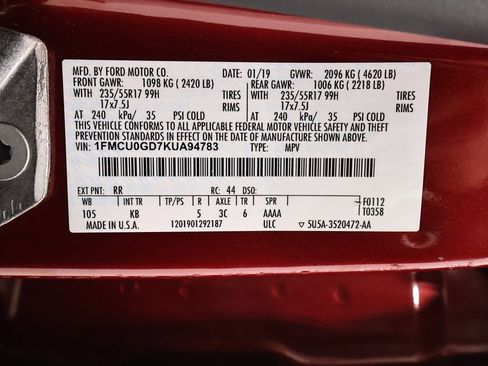 MFD. BY FORD MOTOR CO. DATE: 01/19 GVWR: 2096 KG ( 4620 LB)
FRONT GAWR: 1098 KG ( 2420 LB) REAR GAWR: 1006 KG ( 2218 LB)
WITH 235/55R17 99H TIRES WITH 235/55R17 99H TIRES
17x7.5J RIMS 17x7.5J RIMS
AT 240 kPa/ 35 PSI COLD AT 240 kPa/ 35 PSI COLD
THIS VEHICLE CONFORMS TO ALL APPLICABLE FEDERAL MOTOR VEHICLE SAFETY, BUMPER, AND THEFT PREVENTION STANDARDS IN EFFECT ON THE DATE OF MANUFACTURE SHOWN ABOVE.
VIN: 1FMCU0GD7KUA94783 TYPE: MPV
EXT PNT: RR RC: 44 DSO:
WB INT TR TP/PS R AXLE TR SPR F0112
105 KB 5 3C 6 AAAA T0358
MADE IN U.S.A. 1201901292187 ULC ▽ 5U5A-3520472-AA